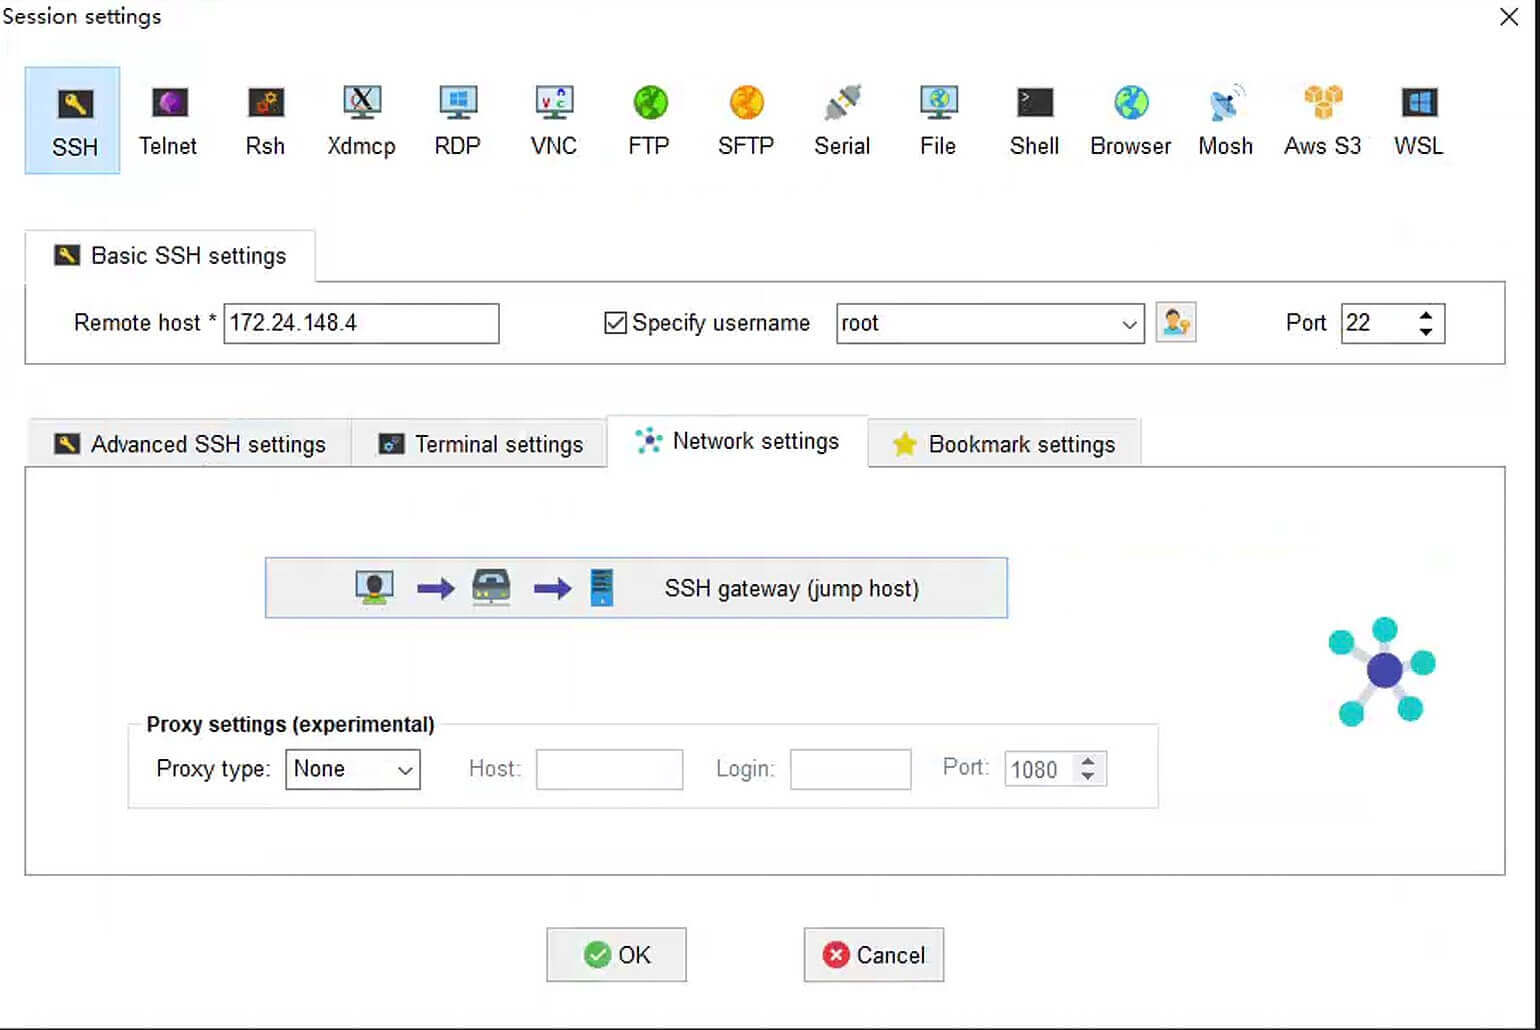 Session settings
SSH Telnet Rsh Xdmcp RDP VNC FTP SFTP Serial File Shell Browser Mosh Aws S3 WSL
Basic SSH settings
Remote host * 172.24.148.4 Specify username root Port 22
Advanced SSH settings Terminal settings Network settings Bookmark settings
SSH gateway (jump host)
Proxy settings (experimental)
Proxy type: None Host: Login: Port: 1080
OK Cancel